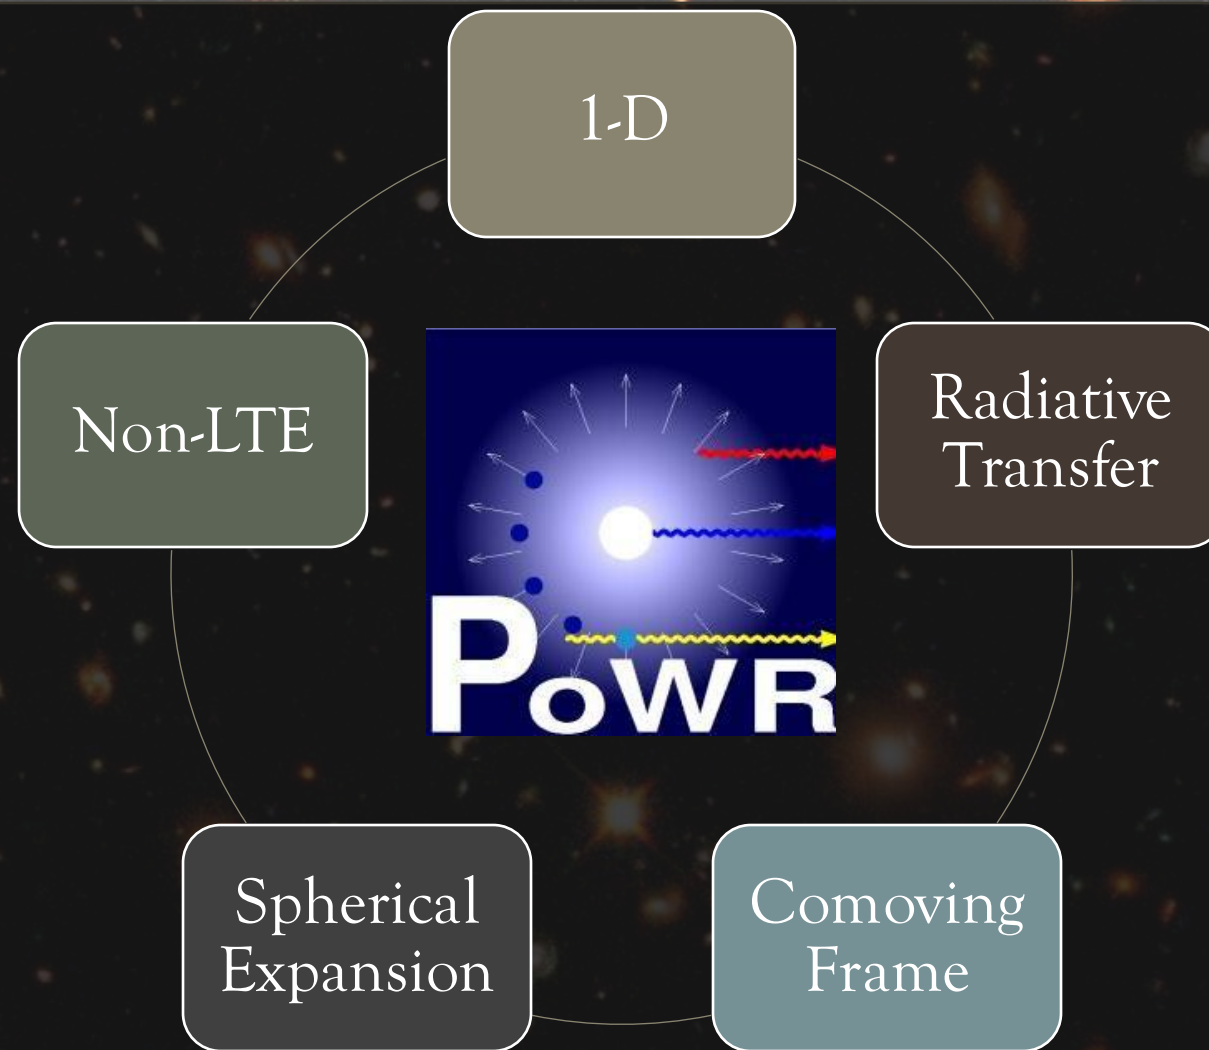 1-D
Non-LTE
Radiative
Transfer
PoWR
Spherical
Expansion
Comoving
Frame